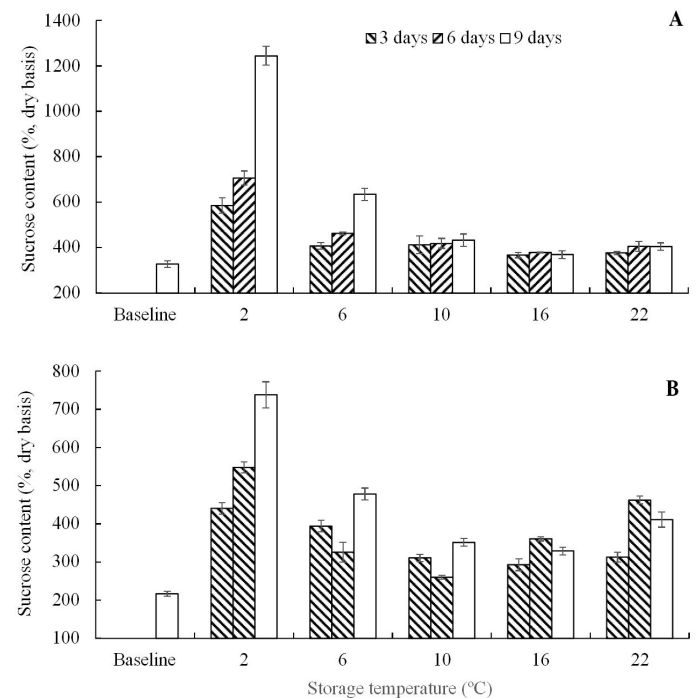 A
3 days 6 days 9 days
Sucrose content (%, dry basis)
1400
1200
1000
800
600
400
200
Baseline 2 6 10 16 22
B
Sucrose content (%, dry basis)
800
700
600
500
400
300
200
100
Baseline 2 6 10 16 22
Storage temperature (ºC)